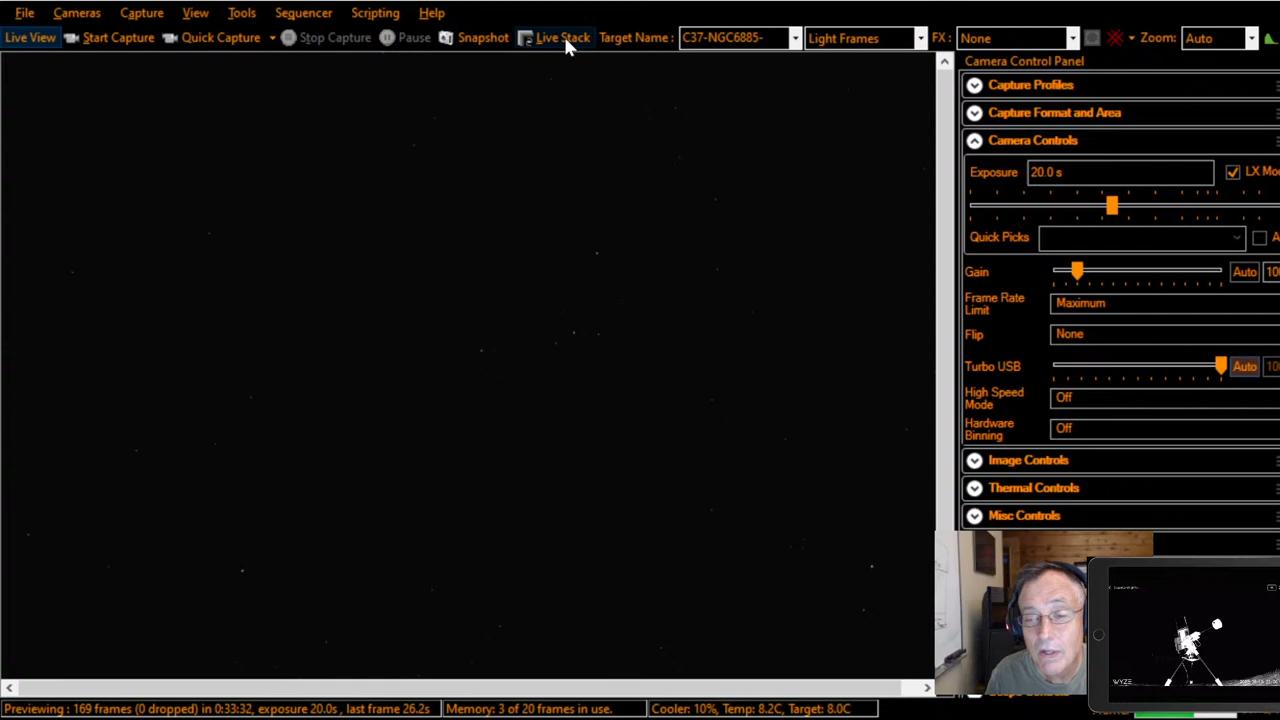 File Cameras Capture View Tools Sequencer Scripting Help
Live View Start Capture Quick Capture Stop Capture Pause Snapshot Live Stack Target Name : C37-NGC6885- Light Frames FX : None Zoom: Auto
Camera Control Panel
Capture Profiles
Capture Format and Area
Camera Controls
Exposure 20.0 s LX Mo
Quick Picks A
Gain Auto 10
Frame Rate
Limit Maximum
Flip None
Turbo USB Auto 10
High Speed
Mode Off
Hardware
Binning Off
Image Controls
Thermal Controls
Misc Controls
WYZE
Previewing : 169 frames (0 dropped) in 0:33:32, exposure 20.0s , last frame 26.2s Memory: 3 of 20 frames in use. Cooler: 10%, Temp: 8.2C, Target: 8.0C